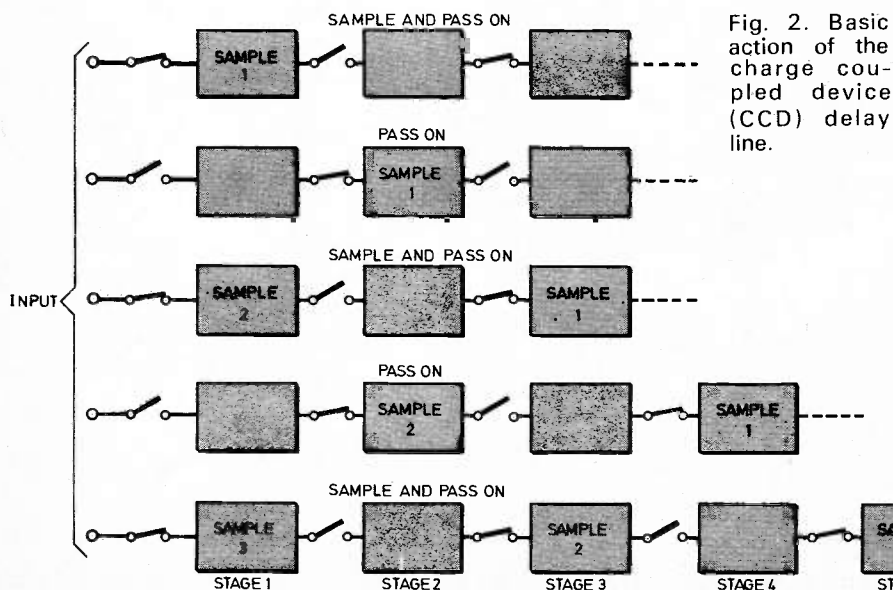 SAMPLE AND PASS ON
Fig. 2. Basic
action of the
charge cou-
pled device
(CCD) delay
line.
SAMPLE
1
PASS ON
SAMPLE
1
SAMPLE AND PASS ON
INPUT
SAMPLE
2
SAMPLE
1
PASS ON
SAMPLE
2
SAMPLE
1
SAMPLE AND PASS ON
SAMPLE
3
SAMPLE
2
STAGE 1
STAGE 2
STAGE 3
STAGE 4